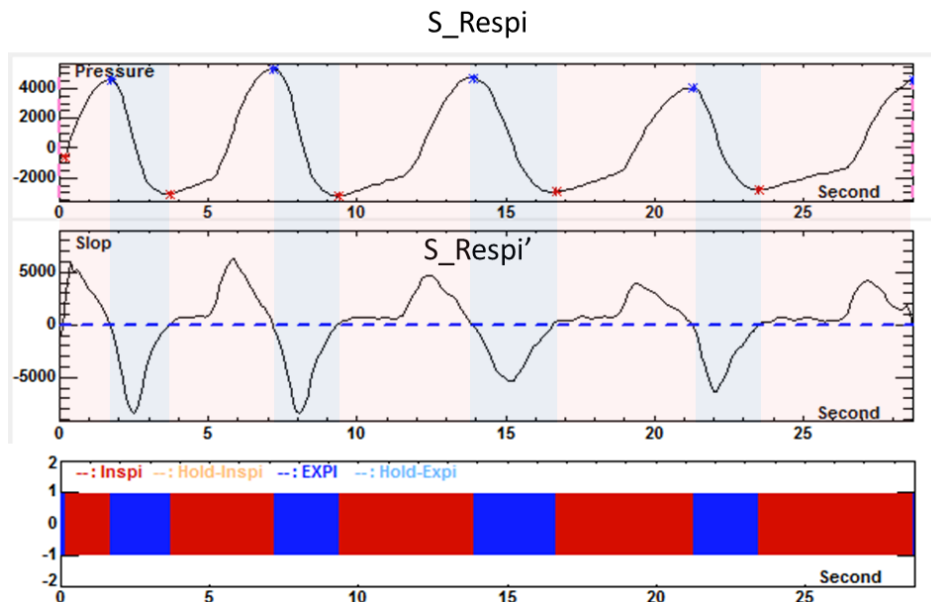 S_Respi
Pressure
4000
2000
0
-2000
Second
0 5 10 15 20 25
Slop
S_Respi’
5000
0
-5000
Second
0 5 10 15 20 25
2
--: Inspi --: Hold-Inspi --: EXPI --: Hold-Expi
1
0
-1
-2
Second
0 5 10 15 20 25